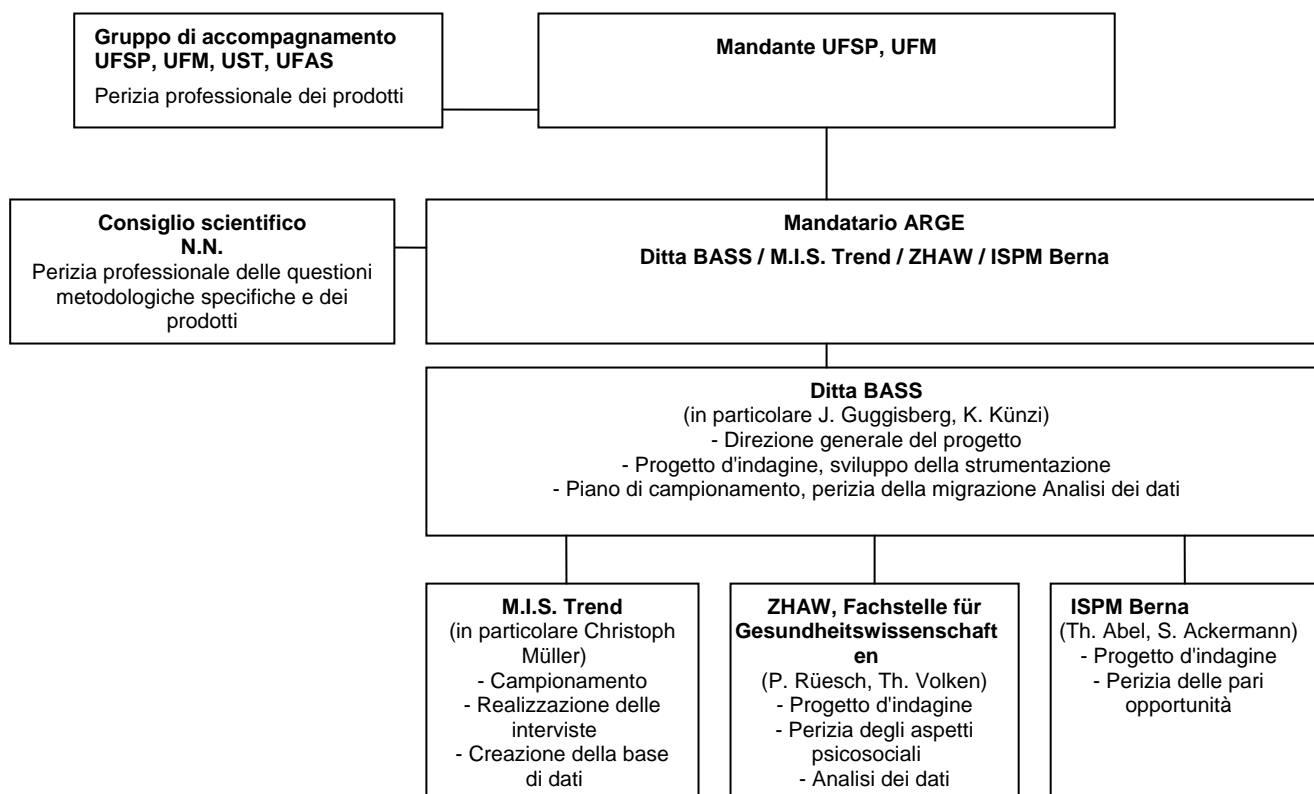 Gruppo di accompagnamento
UFSP, UFM, UST, UFAS
Perizia professionale dei prodotti
Mandante UFSP, UFM
Consiglio scientifico
N.N.
Perizia professionale delle questioni
metodologiche specifiche e dei
prodotti
Mandatario ARGE
Ditta BASS / M.I.S. Trend / ZHAW / ISPM Berna
Ditta BASS
(in particolare J. Guggisberg, K. Künzi)
- Direzione generale del progetto
- Progetto d'indagine, sviluppo della strumentazione
- Piano di campionamento, perizia della migrazione Analisi dei dati
M.I.S. Trend
(in particolare Christoph
Müller)
- Campionamento
- Realizzazione delle
interviste
- Creazione della base
di dati
ZHAW, Fachstelle für
Gesundheitswissenschaft
en
(P. Rüesch, Th. Volken)
- Progetto d'indagine
- Perizia degli aspetti
psicosociali
- Analisi dei dati
ISPM Berna
(Th. Abel, S. Ackermann)
- Progetto d'indagine
- Perizia delle pari
opportunità